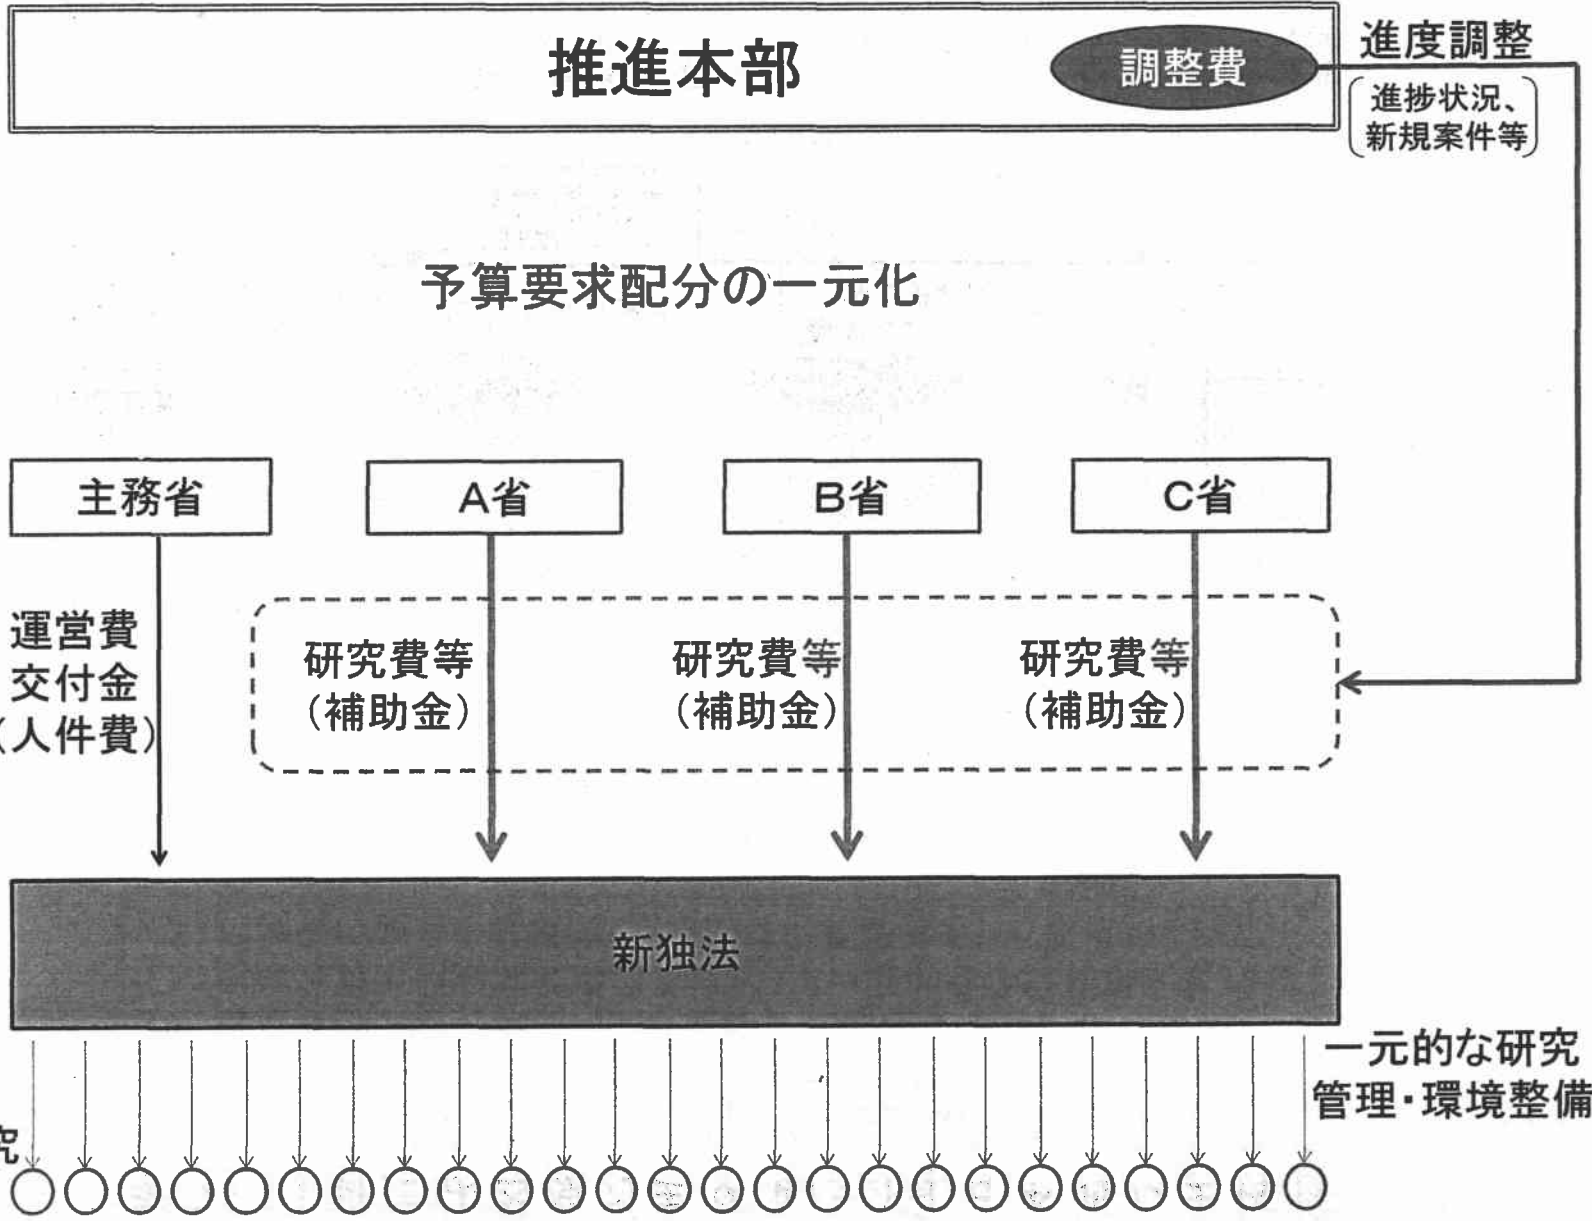 推進本部
調整費
進度調整
進捗状況、
新規案件等
予算要求配分の一元化
主務省
A省
B省
C省
運営費
交付金
(人件費)
研究費等
(補助金)
研究費等
(補助金)
研究費等
(補助金)
新独法
一元的な研究
管理・環境整備
究